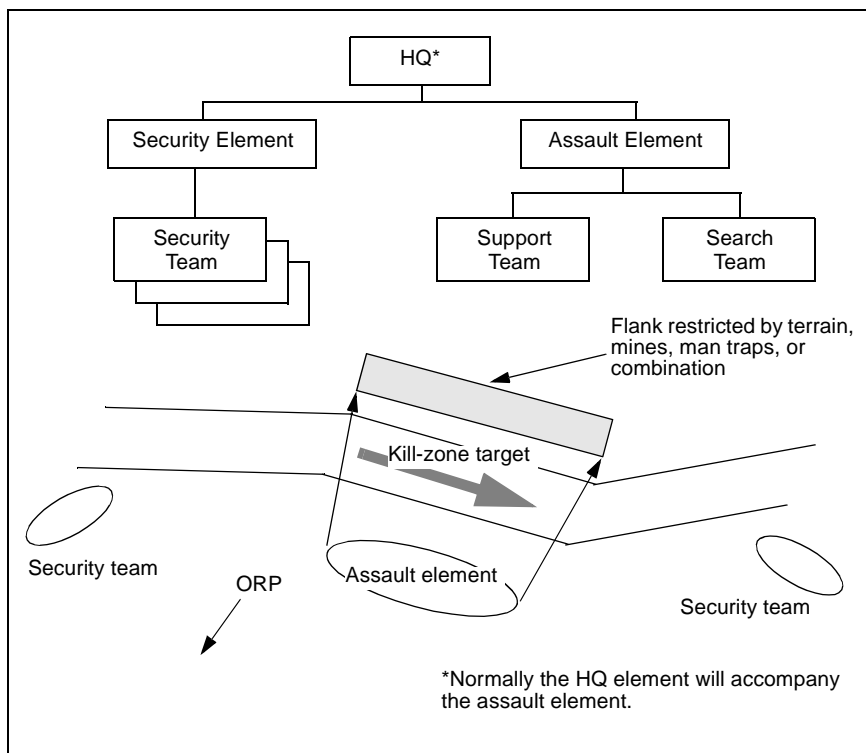 HQ*
Security Element
Assault Element
Security
Team
Support
Team
Search
Team
Flank restricted by terrain,
mines, man traps, or
combination
Kill-zone target
Assault element
Security team
ORP
Security team
*Normally the HQ element will accompany
the assault element.